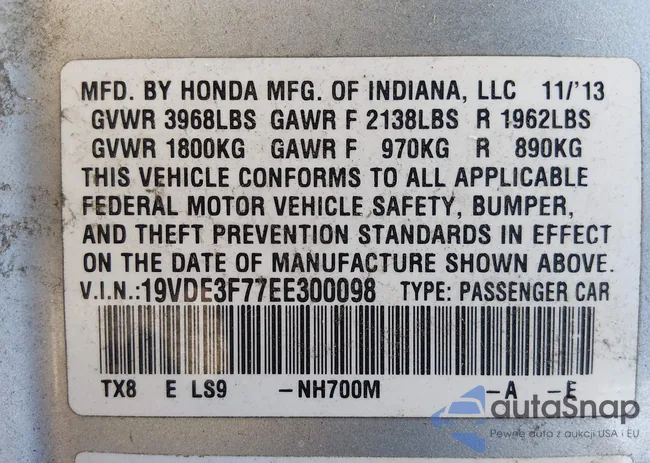 MFD. BY HONDA MFG. OF INDIANA, LLC 11/'13
GVWR 3968LBS GAWR F 2138LBS R 1962LBS
GVWR 1800KG GAWR F 970KG R 890KG
THIS VEHICLE CONFORMS TO ALL APPLICABLE
FEDERAL MOTOR VEHICLE SAFETY, BUMPER,
AND THEFT PREVENTION STANDARDS IN EFFECT
ON THE DATE OF MANUFACTURE SHOWN ABOVE.
V.I.N.:19VDE3F77EE300098 TYPE: PASSENGER CAR
TX8 E LS9 -NH700M -A -E
autaSnap
Pewne auta z aukcji USA i EU